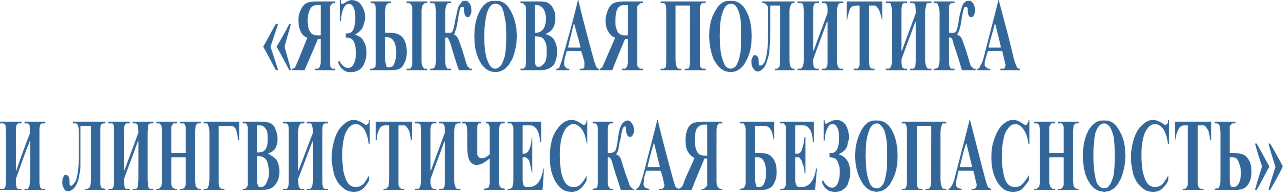 «ЯЗЫКОВАЯ ПОЛИТИКА
И ЛИНГВИСТИЧЕСКАЯ БЕЗОПАСНОСТЬ»